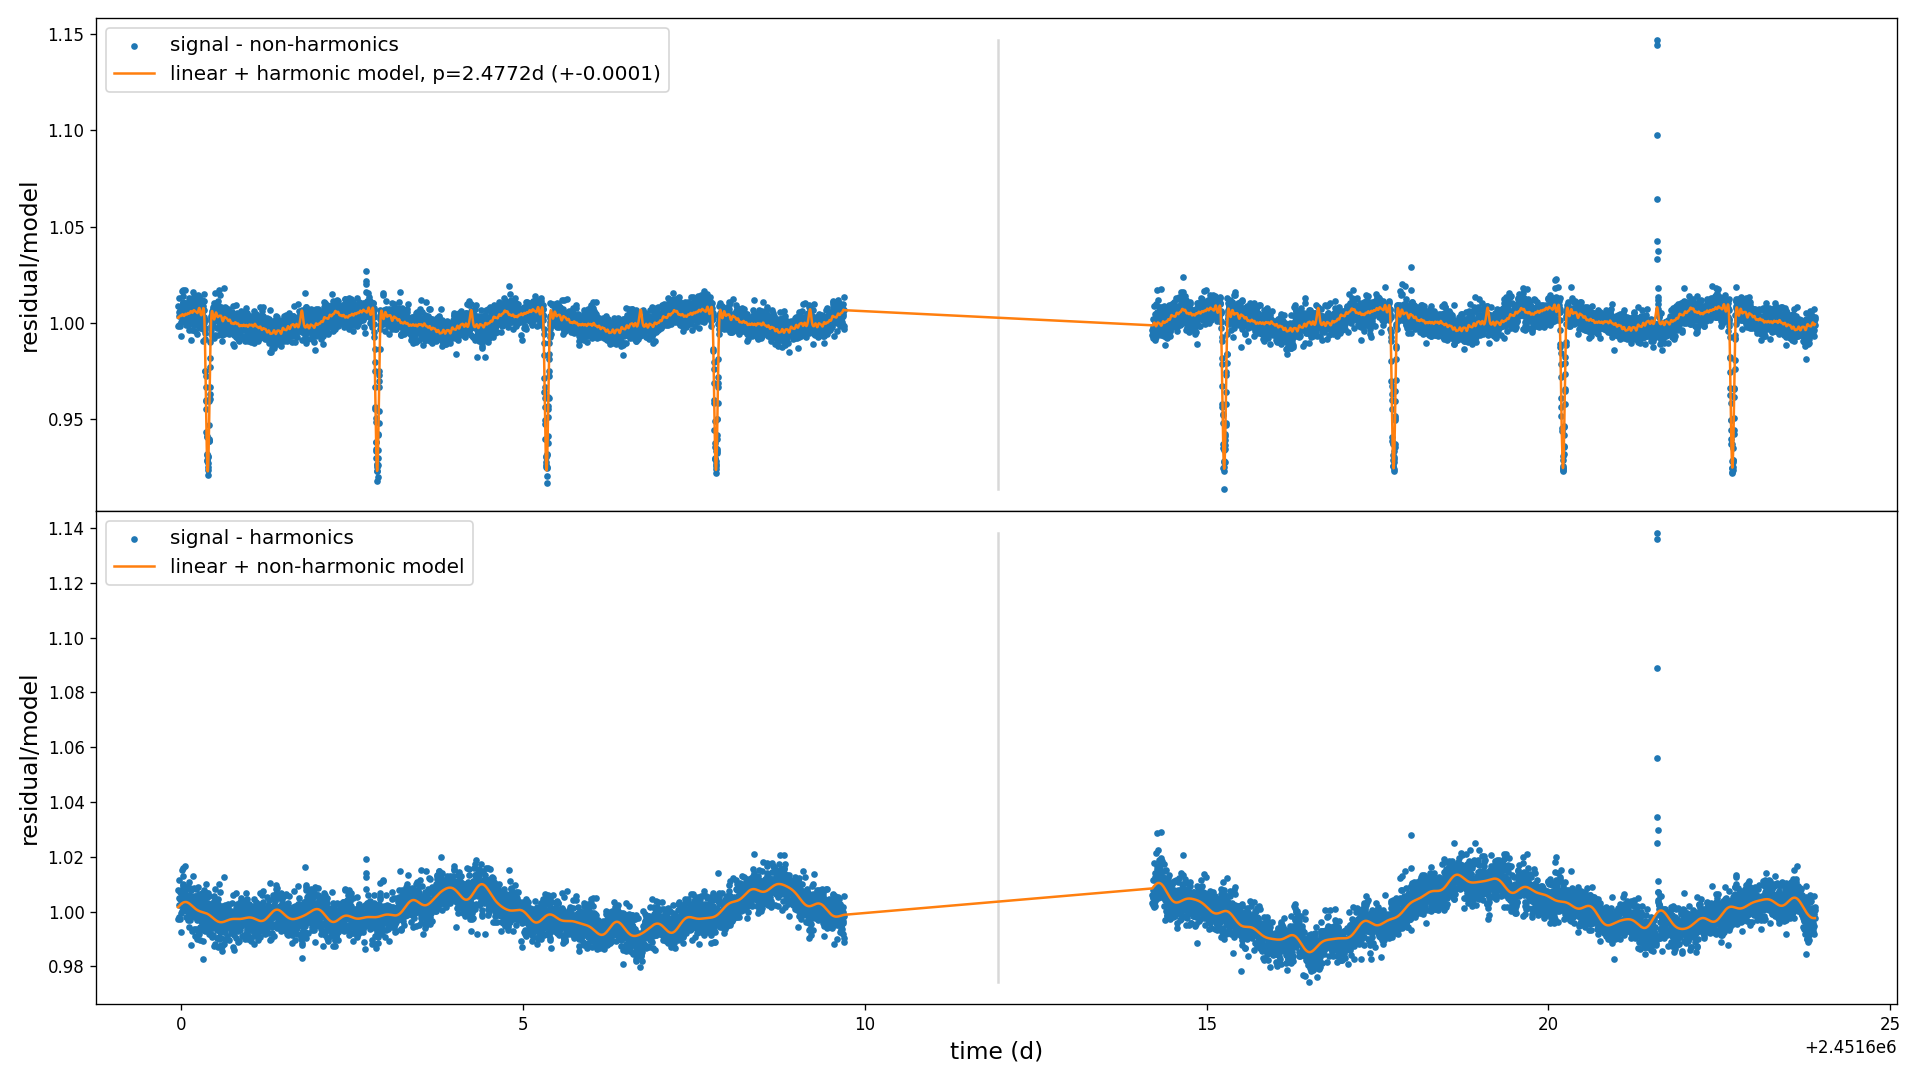 signal - non-harmonics
linear + harmonic model, p=2.4772d (+-0.0001)
residual/model
1.15
1.10
1.05
1.00
0.95
signal - harmonics
linear + non-harmonic model
residual/model
1.14
1.12
1.10
1.08
1.06
1.04
1.02
1.00
0.98
0 5 10 15 20 25
time (d)
+2.4516e6